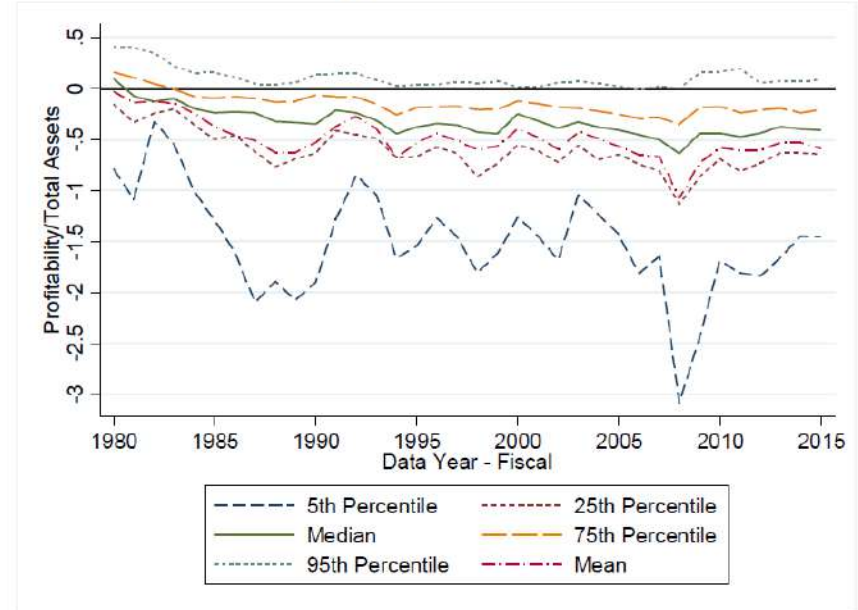 .5
0
-.5
-1
-1.5
-2
-2.5
-3
Profitability/Total Assets
1980 1985 1990 1995 2000 2005 2010 2015
Data Year - Fiscal
5th Percentile 25th Percentile
Median 75th Percentile
95th Percentile Mean